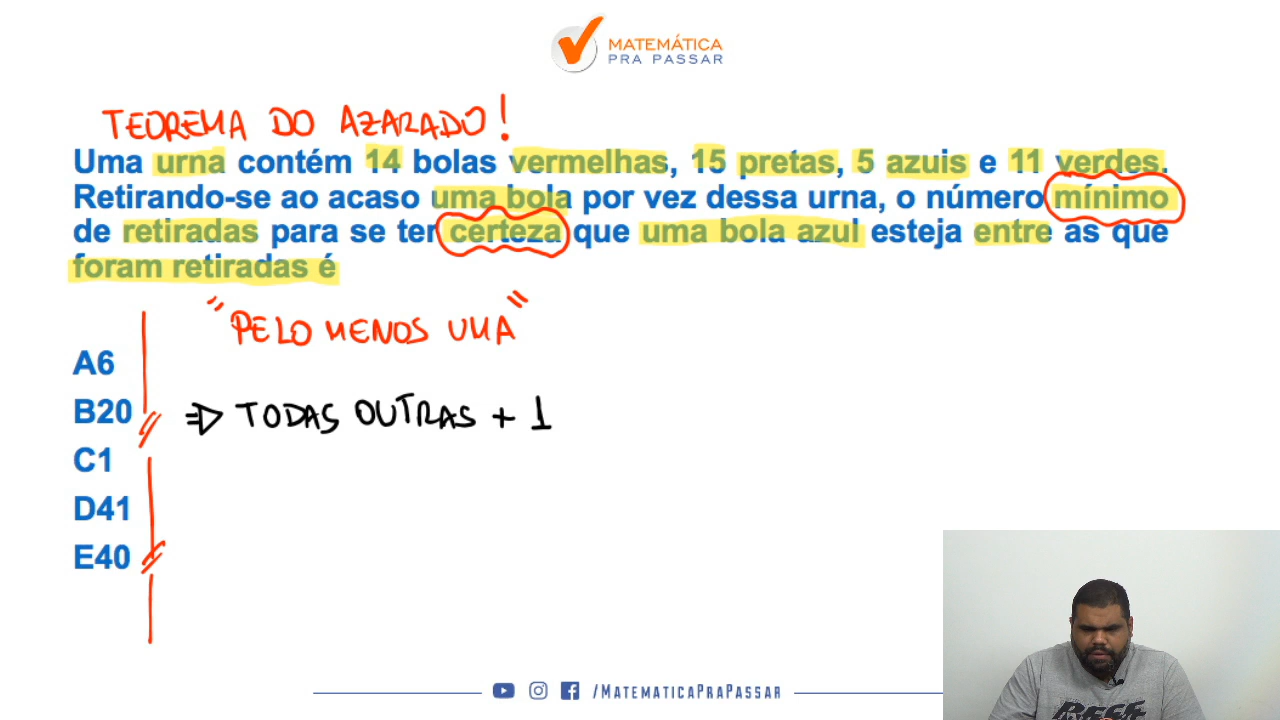 MATEMÁTICA
PRA PASSAR
TEOREMA DO AZARADO!
Uma urna contém 14 bolas vermelhas, 15 pretas, 5 azuis e 11 verdes.
Retirando-se ao acaso uma bola por vez dessa urna, o número mínimo
de retiradas para se ter certeza que uma bola azul esteja entre as que
foram retiradas é
"PELO MENOS UMA"
A6
B20
⇒ TODAS OUTRAS + 1
C1
D41
E40
/MATEMATICAPRAPASSAR